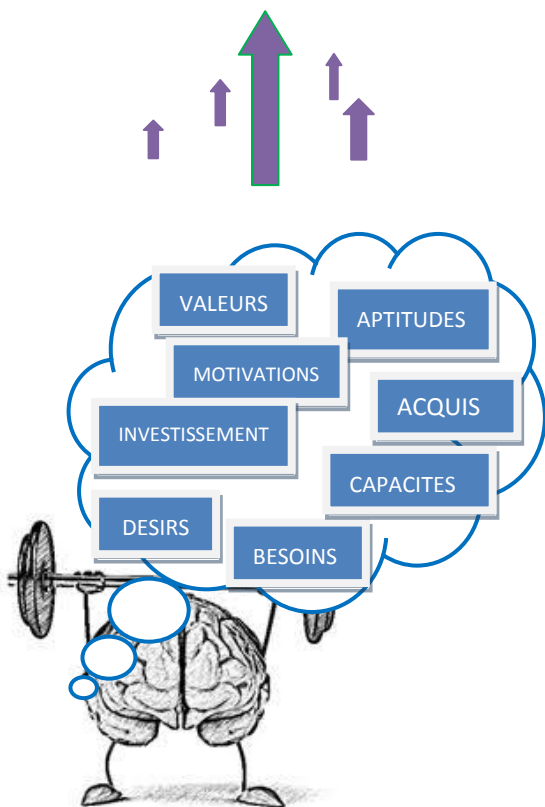 VALEURS
APTITUDES
MOTIVATIONS
ACQUIS
INVESTISSEMENT
CAPACITES
DESIRS
BESOINS